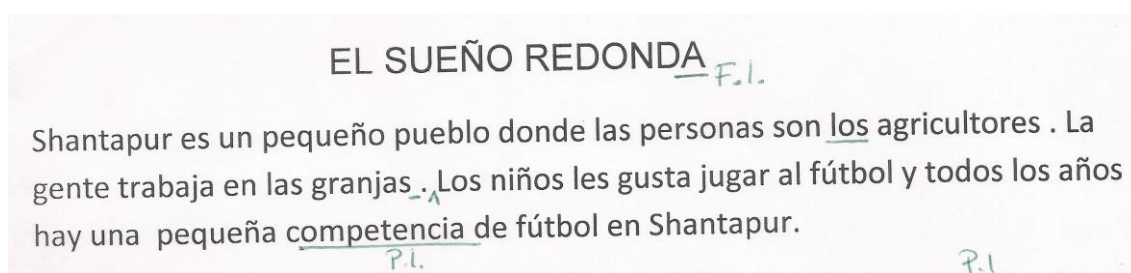 EL SUEÑO REDONDA F.I.
Shantapur es un pequeño pueblo donde las personas son los agricultores . La
gente trabaja en las granjas . Los niños les gusta jugar al fútbol y todos los años
hay una pequeña competencia de fútbol en Shantapur.
P.I. P.I